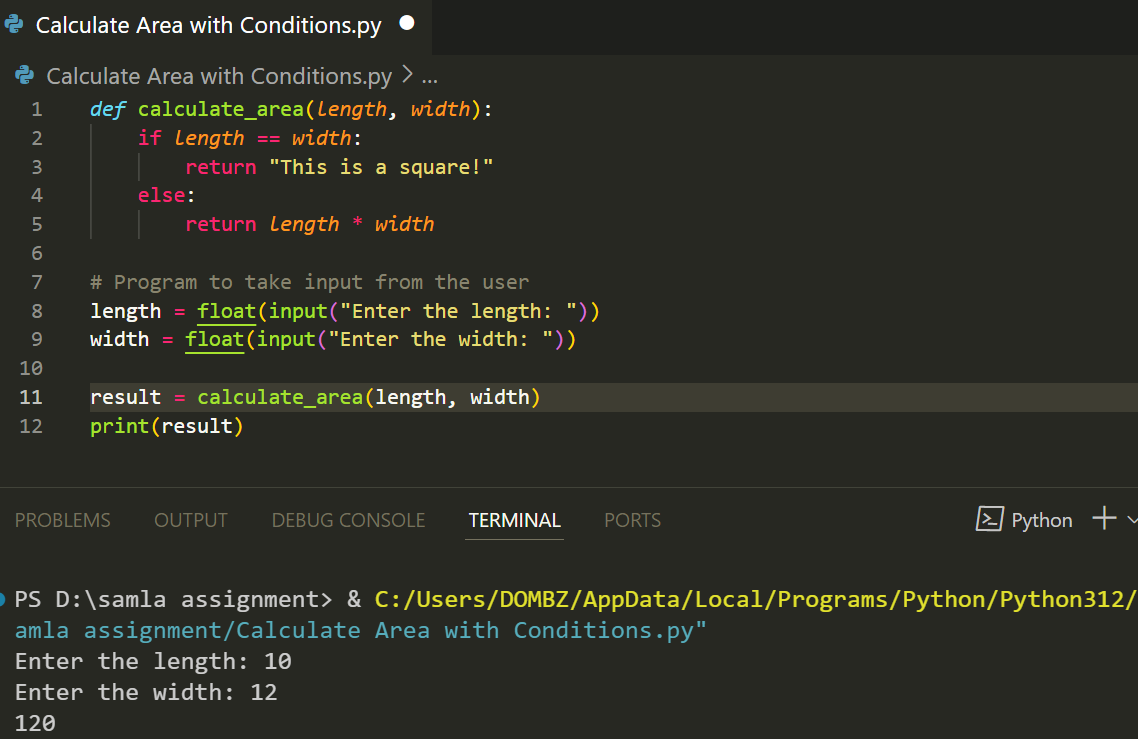 Calculate Area with Conditions.py
Calculate Area with Conditions.py > ...
1 def calculate_area(length, width):
2     if length == width:
3         return "This is a square!"
4     else:
5         return length * width
6
7 # Program to take input from the user
8 length = float(input("Enter the length: "))
9 width = float(input("Enter the width: "))
10
11 result = calculate_area(length, width)
12 print(result)
PROBLEMS OUTPUT DEBUG CONSOLE TERMINAL PORTS Python
PS D:\samla assignment> & C:/Users/DOMBZ/AppData/Local/Programs/Python/Python312/
amla assignment/Calculate Area with Conditions.py"
Enter the length: 10
Enter the width: 12
120